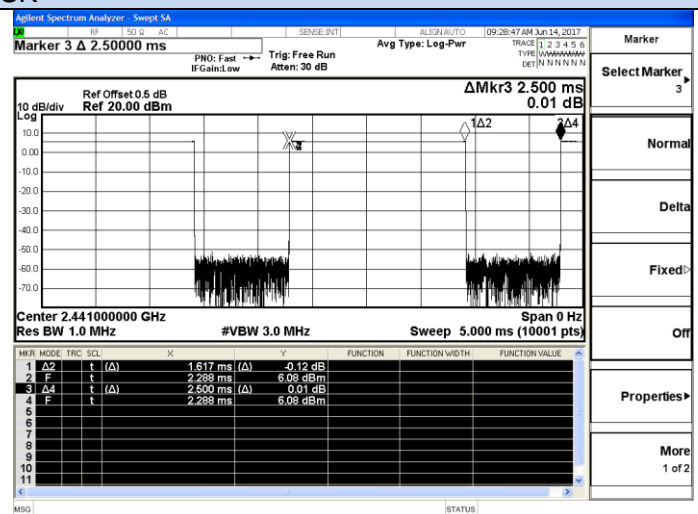 Agilent Spectrum Analyzer - Swept SA
RF 50 Ω AC SENSE:INT ALIGN AUTO 09:28:47 AM Jun 14, 2017
Marker 3 Δ 2.50000 ms
PNO: Fast
IFGain:Low
Trig: Free Run
Atten: 30 dB
Avg Type: Log-Pwr
TRACE 1 2 3 4 5 6
TYPE
DET N N N N N N
Ref Offset 0.5 dB
10 dB/div Ref 20.00 dBm
ΔMkr3 2.500 ms
0.01 dB
Log
10.0
0.00
-10.0
-20.0
-30.0
-40.0
-50.0
-60.0
-70.0
1Δ2
3Δ4
Center 2.441000000 GHz Span 0 Hz
Res BW 1.0 MHz #VBW 3.0 MHz Sweep 5.000 ms (10001 pts)
MKR MODE TRC SCL X Y FUNCTION FUNCTION WIDTH FUNCTION VALUE
1 Δ2 t (Δ) 1.617 ms (Δ) -0.12 dB
2 F t 2.288 ms 6.08 dBm
3 Δ4 t (Δ) 2.500 ms (Δ) 0.01 dB
4 F t 2.288 ms 6.08 dBm
5
6
7
8
9
10
11
MSG STATUS
Marker
Select Marker
3
Normal
Delta
Fixed
Off
Properties
More
1 of 2